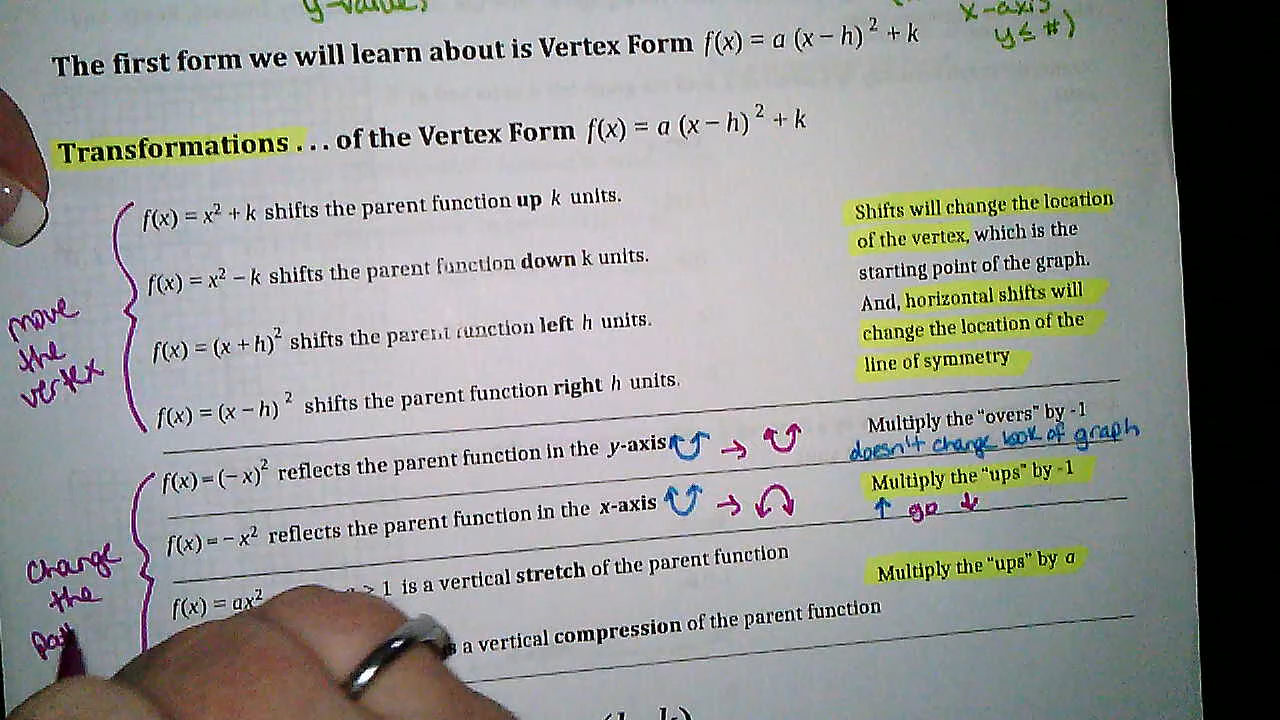 y-values
x-axis
y ≤ #)
The first form we will learn about is Vertex Form f(x) = a (x − h)² + k
Transformations . . . of the Vertex Form f(x) = a (x − h)² + k
f(x) = x² + k shifts the parent function up k units.
f(x) = x² − k shifts the parent function down k units.
f(x) = (x + h)² shifts the parent function left h units.
f(x) = (x − h)² shifts the parent function right h units.
Shifts will change the location
of the vertex, which is the
starting point of the graph.
And, horizontal shifts will
change the location of the
line of symmetry
move
the
vertex
f(x) = (−x)² reflects the parent function in the y-axis →
Multiply the "overs" by -1
doesn't change look of graph
f(x) = − x² reflects the parent function in the x-axis →
Multiply the "ups" by -1
↑ go ↓
f(x) = ax² > 1 is a vertical stretch of the parent function
Multiply the "ups" by a
a vertical compression of the parent function
change
the